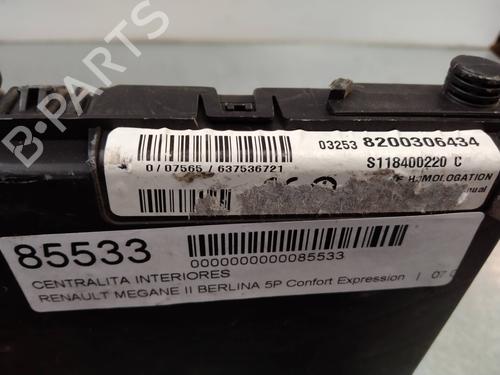 B-PARTS
03253 8200306434
S118400220 C
0/07565/637536721
HOMOLOGATION
85533
0000000000085533
CENTRALITA INTERIORES
RENAULT MEGANE II BERLINA 5P Confort Expression | 07